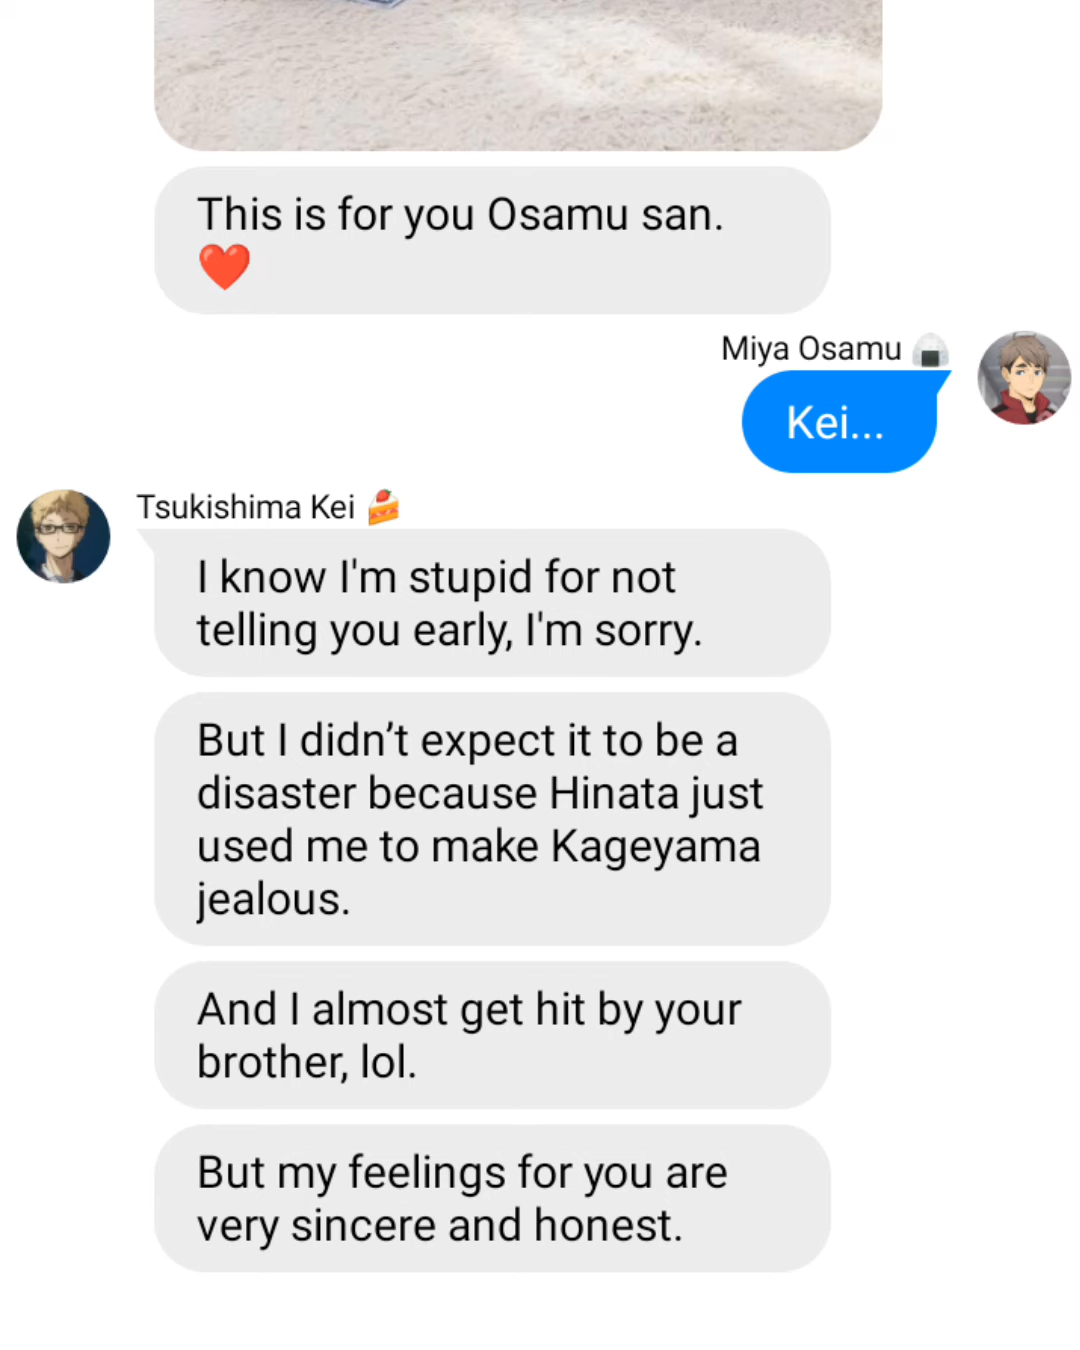 This is for you Osamu san.
❤️
Miya Osamu 🍙
Kei...
Tsukishima Kei 🍰
I know I'm stupid for not
telling you early, I'm sorry.
But I didn’t expect it to be a
disaster because Hinata just
used me to make Kageyama
jealous.
And I almost get hit by your
brother, lol.
But my feelings for you are
very sincere and honest.